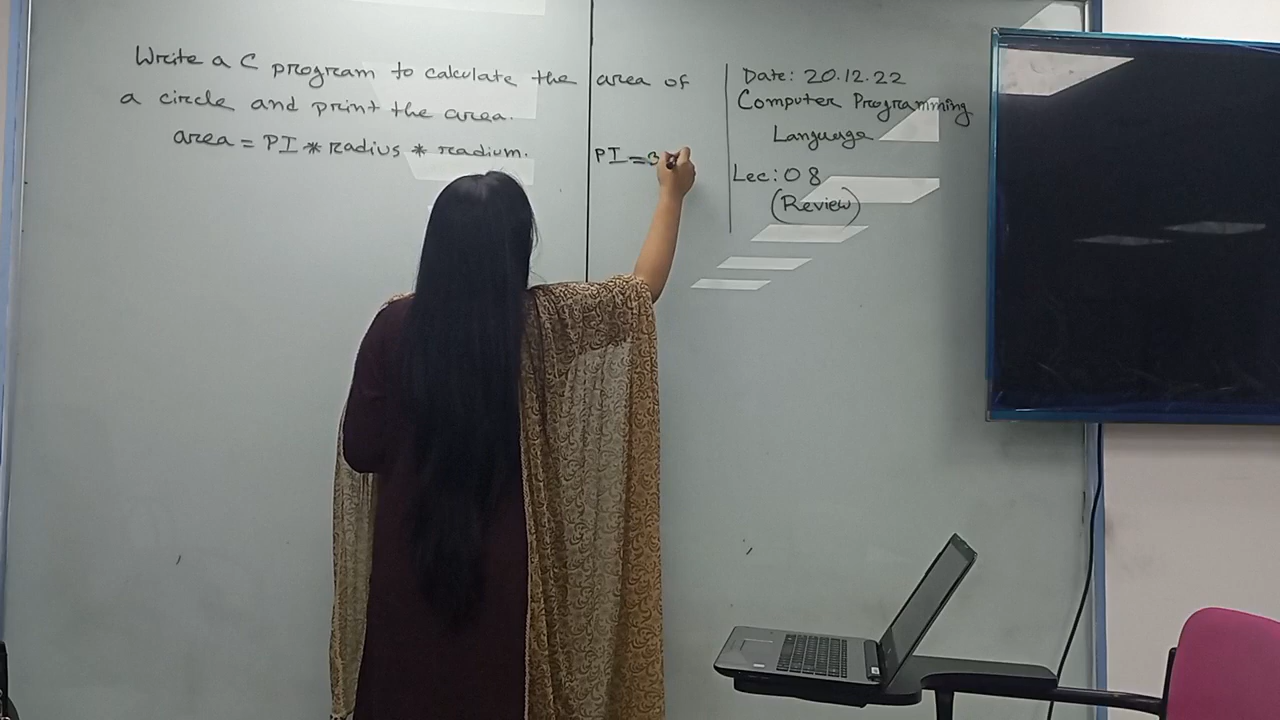 Write a C program to calculate the area of
a circle and print the area.
area = PI * radius * radium.
PI = 3
Date: 20.12.22
Computer Programming
Language
Lec: 08
(Review)